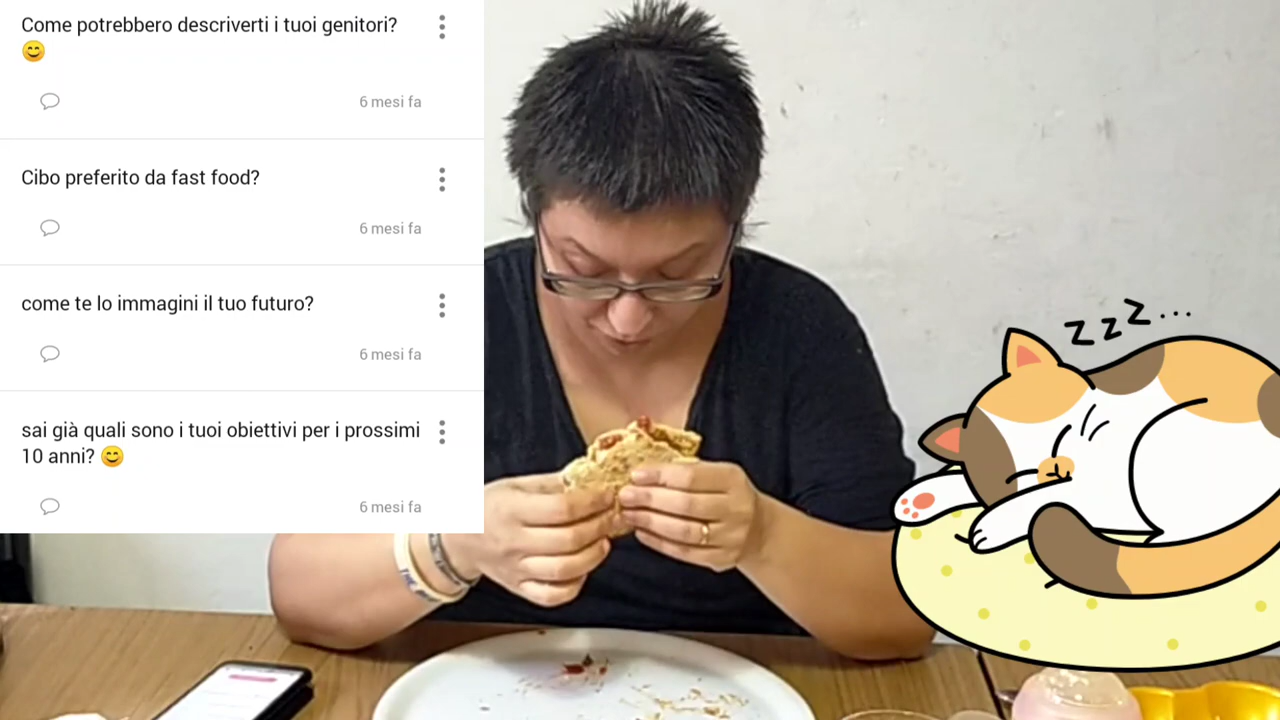 Come potrebbero descriverti i tuoi genitori?
😊
6 mesi fa
Cibo preferito da fast food?
6 mesi fa
come te lo immagini il tuo futuro?
6 mesi fa
sai già quali sono i tuoi obiettivi per i prossimi
10 anni? 😊
6 mesi fa
zzz...